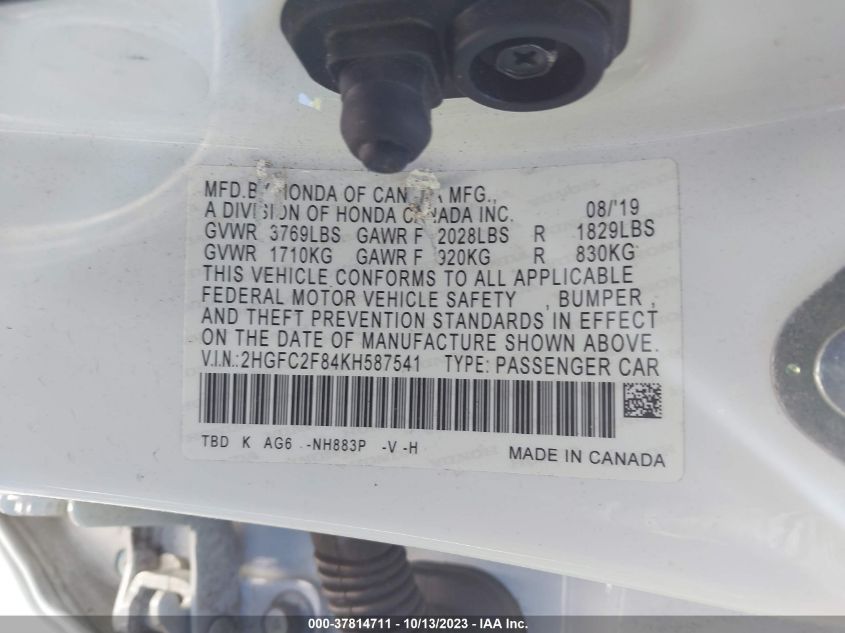 MFD.BY HONDA OF CANADA MFG.,
A DIVISION OF HONDA CANADA INC. 08/'19
GVWR 3769LBS GAWR F 2028LBS R 1829LBS
GVWR 1710KG GAWR F 920KG R 830KG
THIS VEHICLE CONFORMS TO ALL APPLICABLE
FEDERAL MOTOR VEHICLE SAFETY , BUMPER ,
AND THEFT PREVENTION STANDARDS IN EFFECT
ON THE DATE OF MANUFACTURE SHOWN ABOVE.
V.I.N.:2HGFC2F84KH587541 TYPE: PASSENGER CAR
TBD K AG6 .-NH883P -V -H
MADE IN CANADA
000-37814711 - 10/13/2023 - IAA Inc.